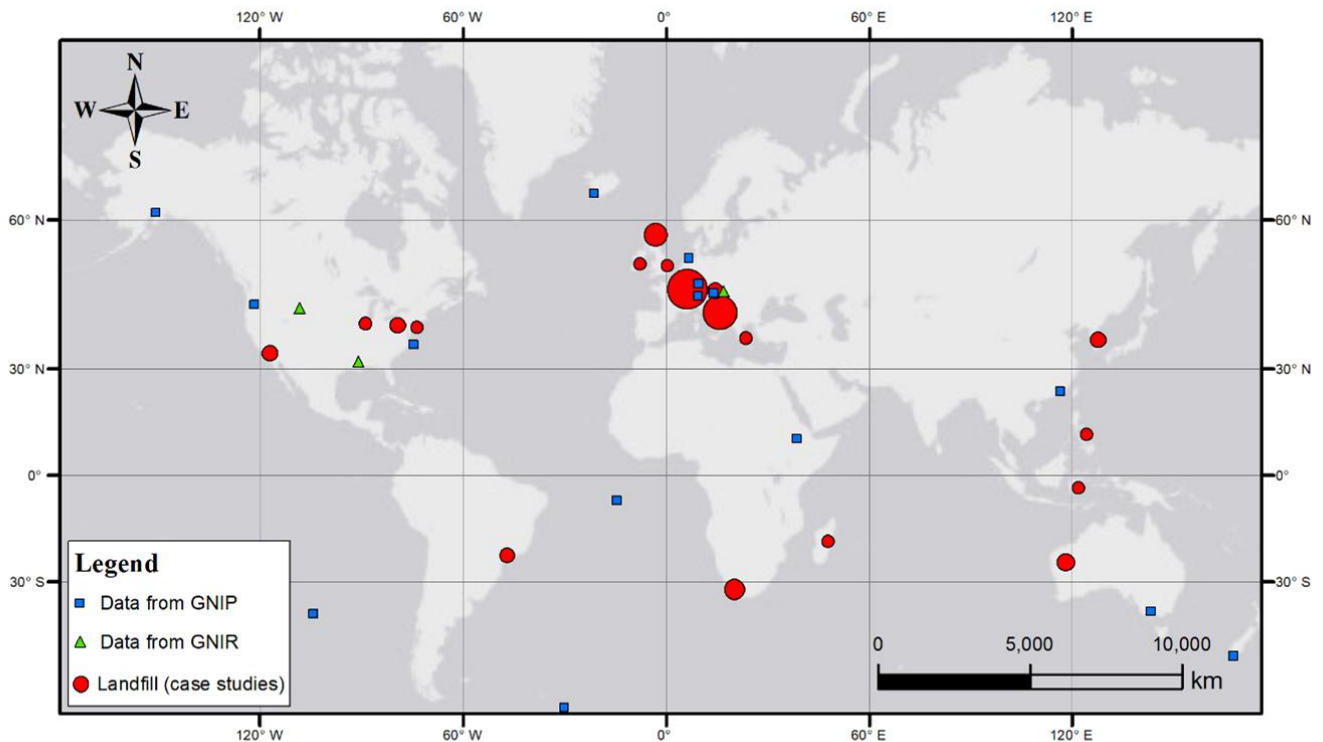 120° W 60° W 0° 60° E 120° E
N
W E
S
60° N 60° N
30° N 30° N
0° 0°
30° S 30° S
Legend
Data from GNIP
Data from GNIR
Landfill (case studies)
0 5,000 10,000
km
120° W 60° W 0° 60° E 120° E